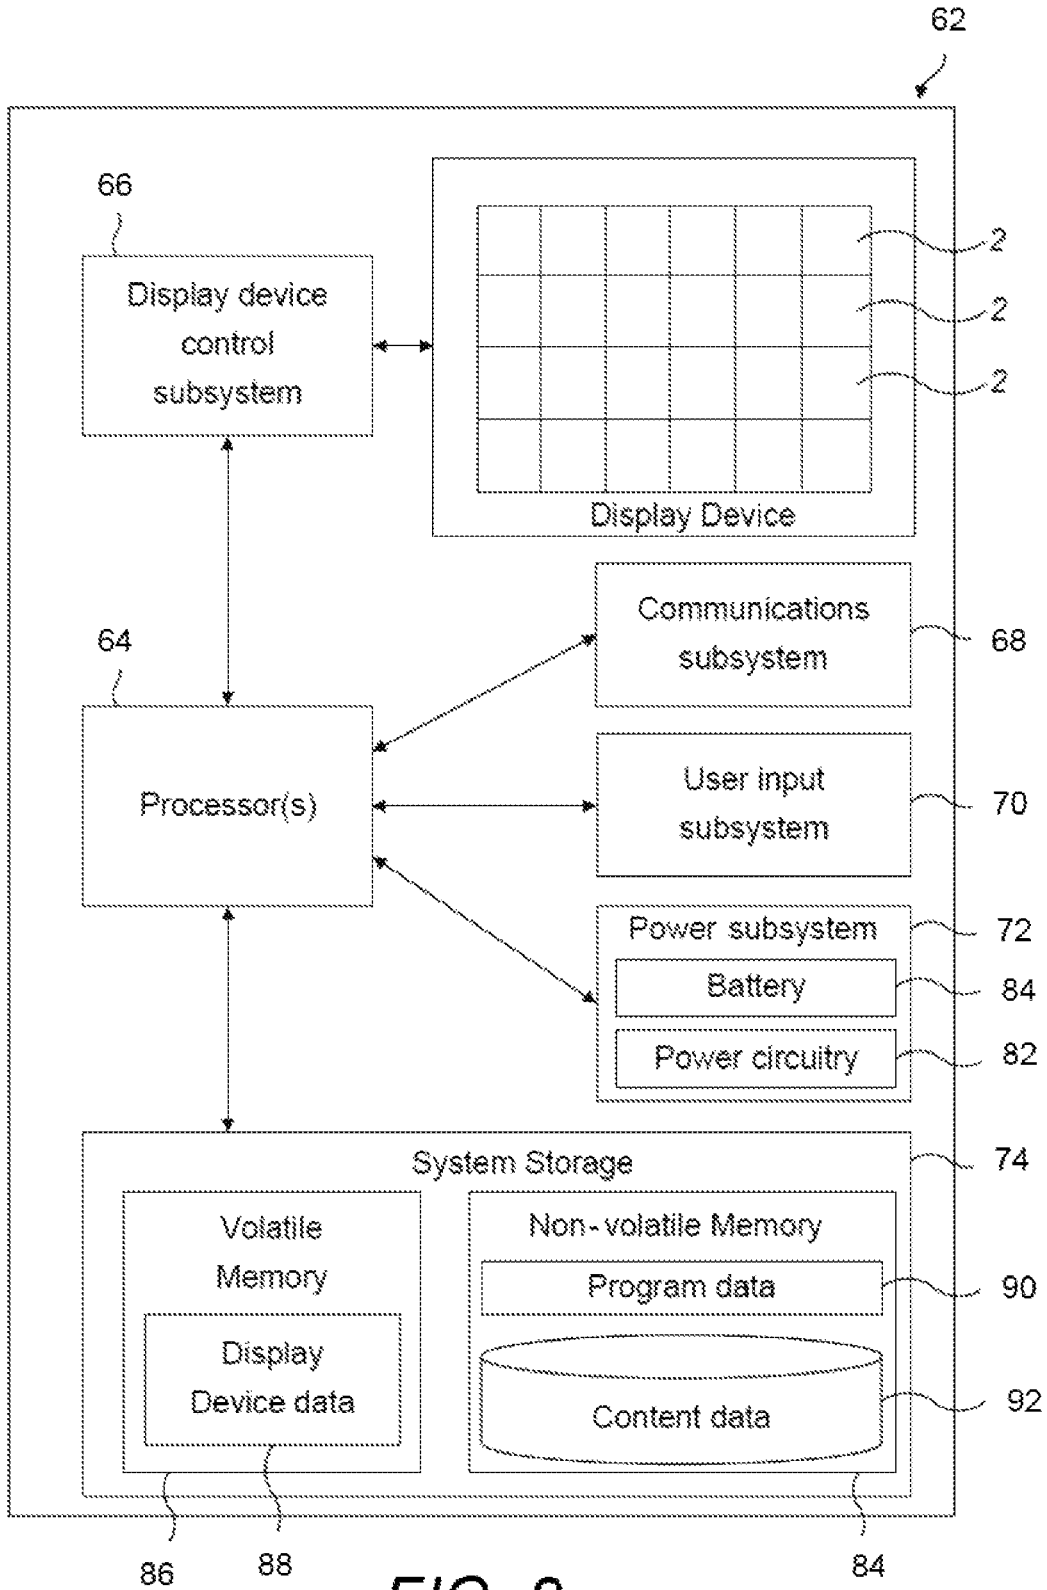 62
66
Display device
control
subsystem
2
2
2
Display Device
Communications
subsystem
68
64
Processor(s)
User input
subsystem
70
Power subsystem
72
Battery
84
Power circuitry
82
System Storage
74
Volatile
Memory
Non-volatile Memory
Program data
90
Display
Device data
Content data
92
86
88
84